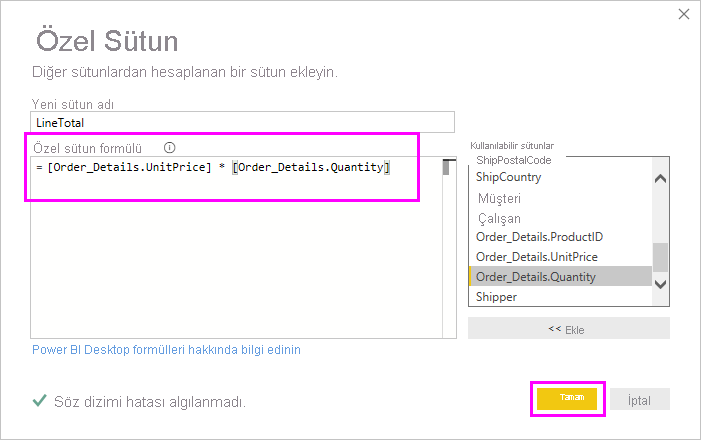 Özel Sütun
Diğer sütunlardan hesaplanan bir sütun ekleyin.
Yeni sütun adı
LineTotal
Özel sütun formülü
= [Order_Details.UnitPrice] * [Order_Details.Quantity]
Kullanılabilir sütunlar
ShipPostalCode
ShipCountry
Müşteri
Çalışan
Order_Details.ProductID
Order_Details.UnitPrice
Order_Details.Quantity
Shipper
<< Ekle
Power BI Desktop formülleri hakkında bilgi edinin
Söz dizimi hatası algılanmadı.
Tamam
İptal